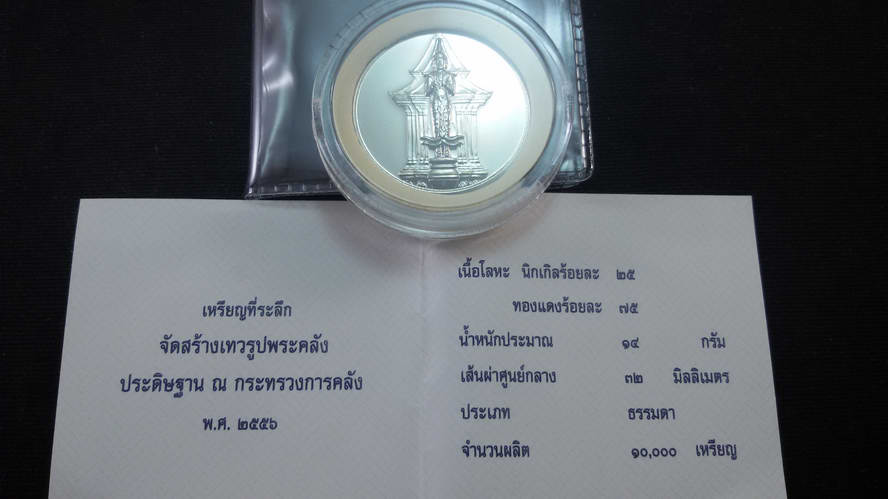 เหรียญที่ระลึก
จัดสร้างเทวรูปพระคลัง
ประดิษฐาน ณ กระทรวงการคลัง
พ.ศ. ๒๕๕๖
เนื้อโลหะ นิกเกิลร้อยละ ๒๕
ทองแดงร้อยละ ๗๕
น้ำหนักประมาณ ๑๔ กรัม
เส้นผ่าศูนย์กลาง ๓๒ มิลลิเมตร
ประเภท ธรรมดา
จำนวนผลิต ๑๐,๐๐๐ เหรียญ